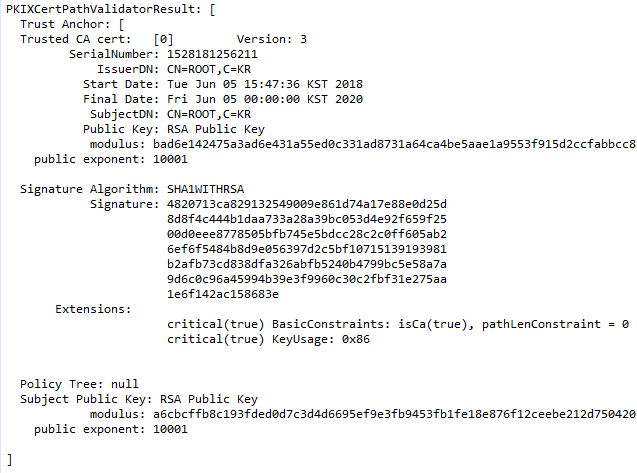 PKIXCertPathValidatorResult: [
Trust Anchor: [
Trusted CA cert: [0] Version: 3
SerialNumber: 1528181256211
IssuerDN: CN=ROOT,C=KR
Start Date: Tue Jun 05 15:47:36 KST 2018
Final Date: Fri Jun 05 00:00:00 KST 2020
SubjectDN: CN=ROOT,C=KR
Public Key: RSA Public Key
modulus: bad6e142475a3ad6e431a55ed0c331ad8731a64ca4be5aae1a9553f915d2ccfabbcc8
public exponent: 10001
Signature Algorithm: SHA1WITHRSA
Signature: 4820713ca829132549009e861d74a17e88e0d25d
8d8f4c444b1daa733a28a39bc053d4e92f659f25
00d0eee8778505bfb745e5bdcc28c2c0ff605ab2
6ef6f5484b8d9e056397d2c5bf10715139193981
b2afb73cd838dfa326abfb5240b4799bc5e58a7a
9d6c0c96a45994b39e3f9960c30c2fbf31e275aa
1e6f142ac158683e
Extensions:
critical(true) BasicConstraints: isCa(true), pathLenConstraint = 0
critical(true) KeyUsage: 0x86
Policy Tree: null
Subject Public Key: RSA Public Key
modulus: a6cbcffb8c193fded0d7c3d4d6695ef9e3fb9453fb1fe18e876f12ceebe212d750420
public exponent: 10001
]